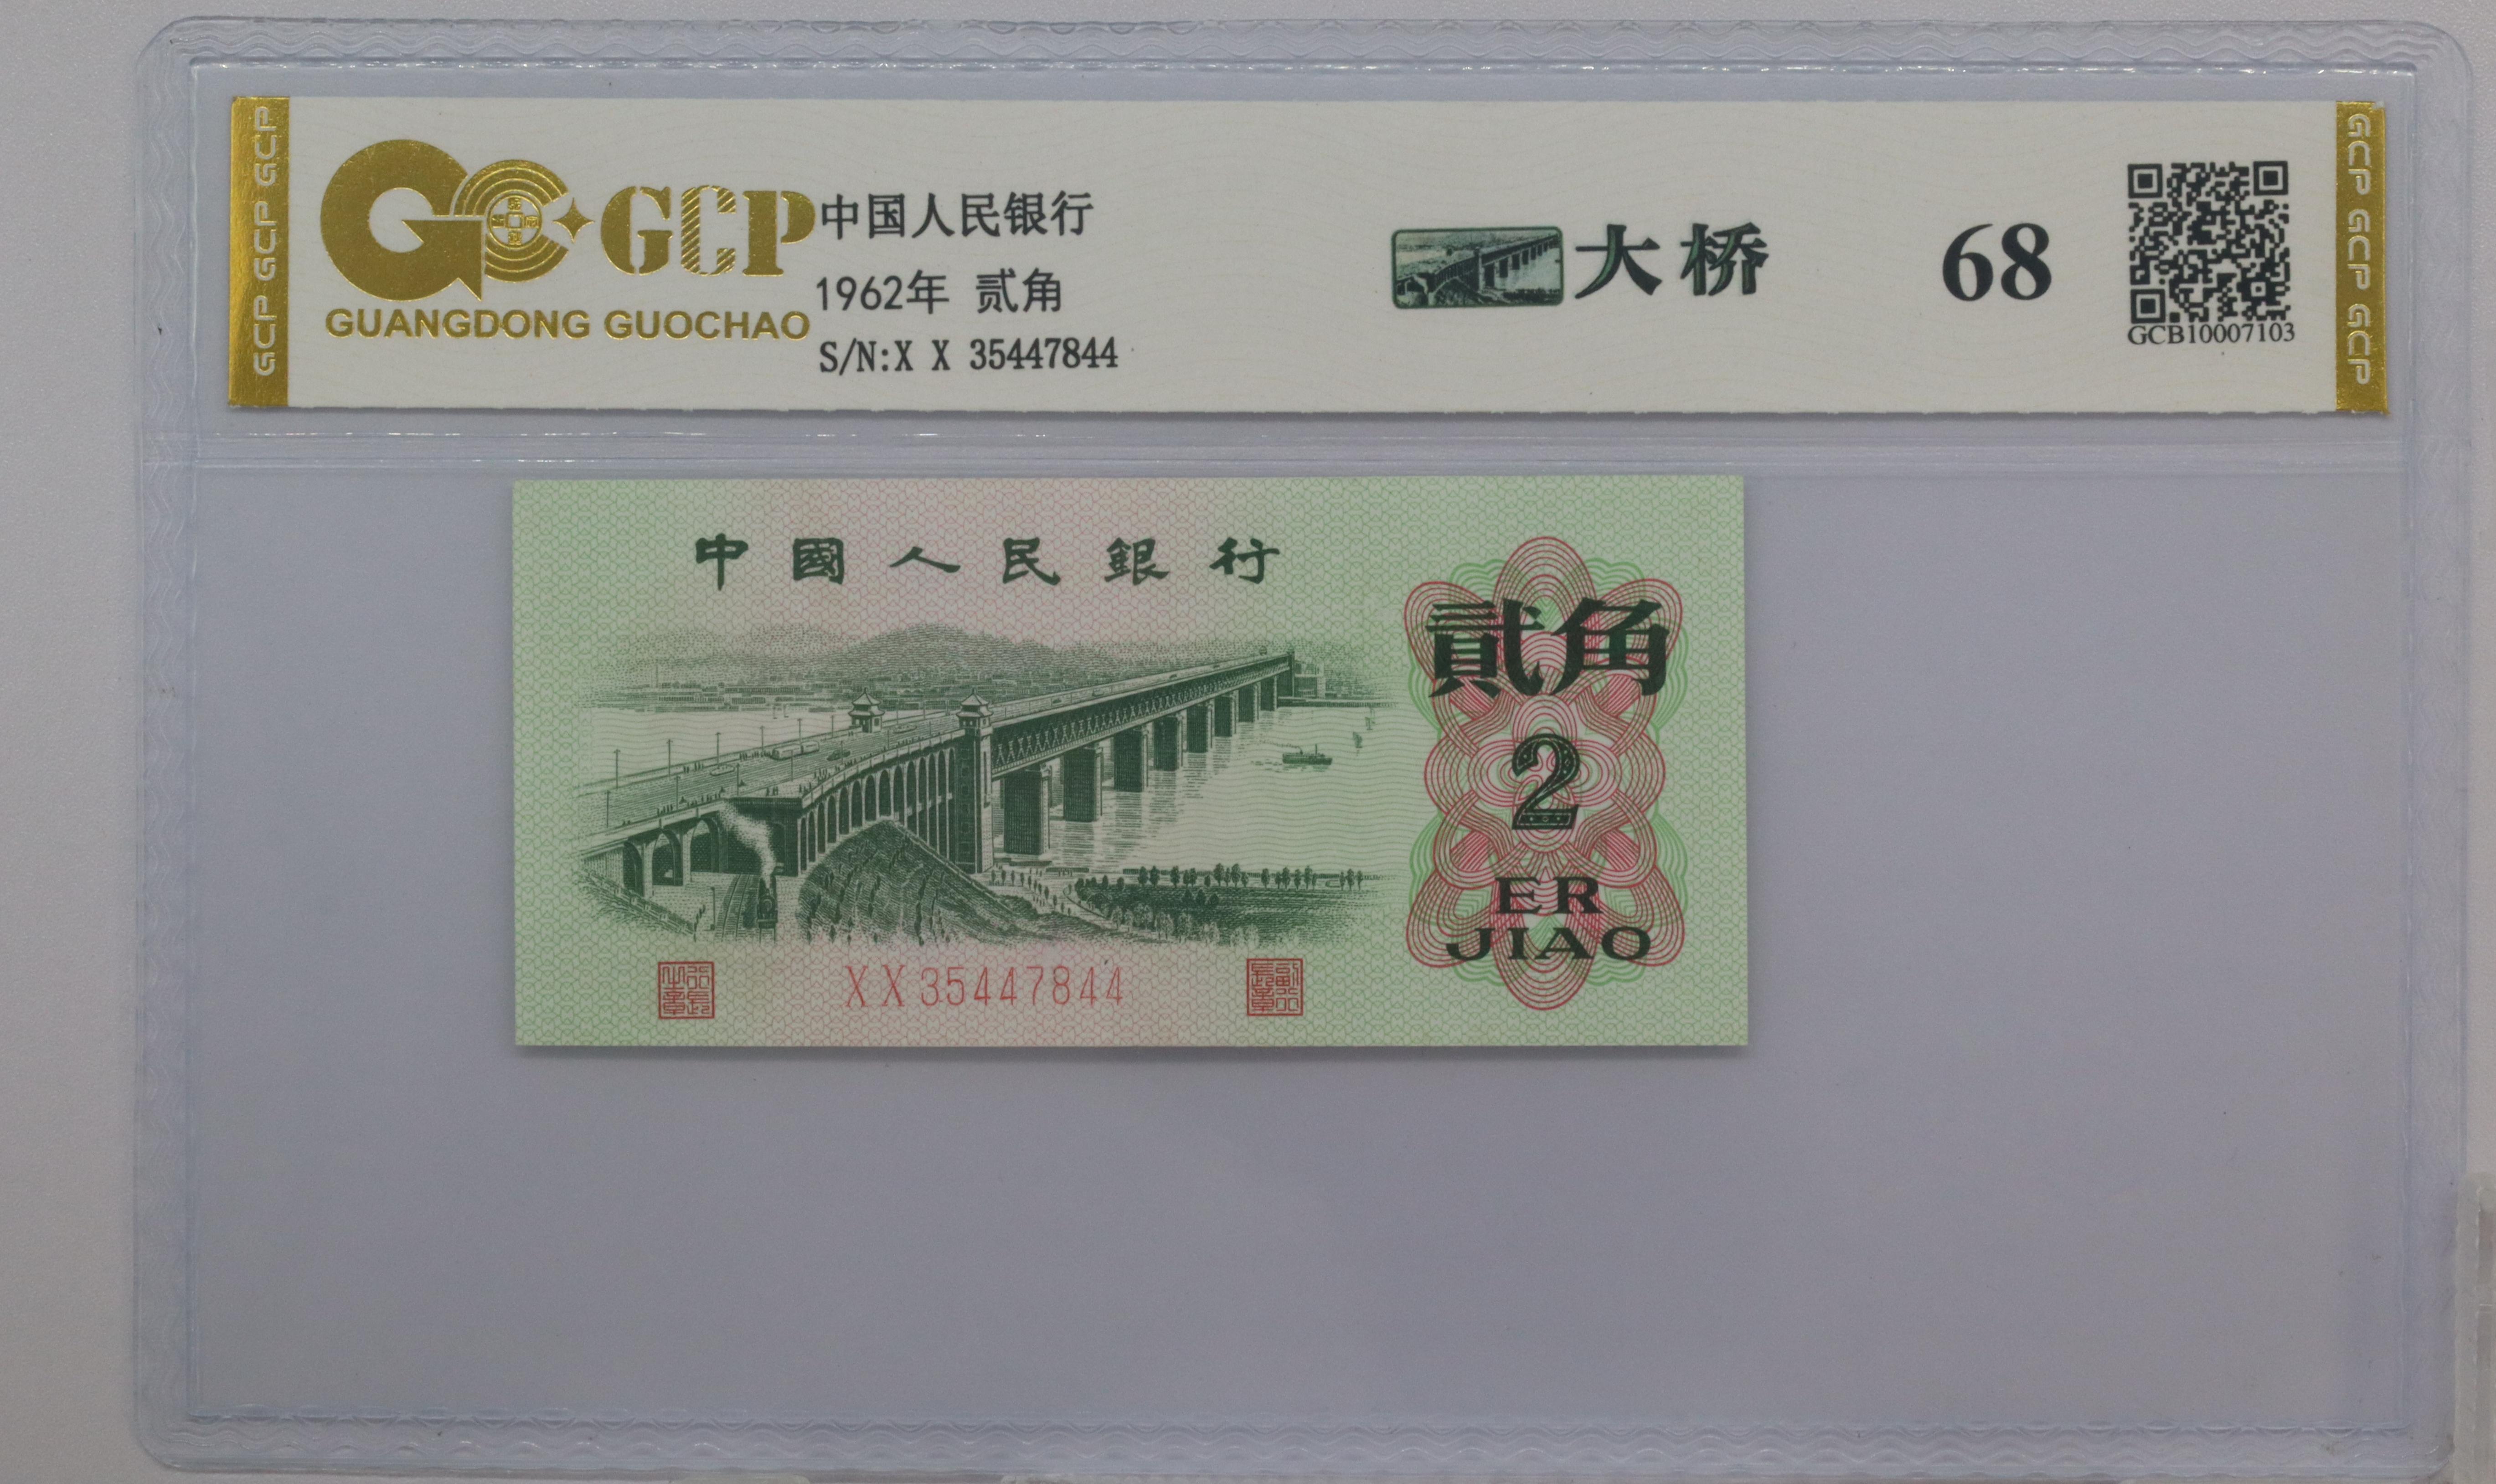 GCP GCP GCP
GCP
GUANGDONG GUOCHAO
中国人民银行
1962年 贰角
S/N:X X 35447844
大桥
68
GCB10007103
GCP GCP GCP
中國人民銀行
貳角
2
ER
JIAO
XX35447844